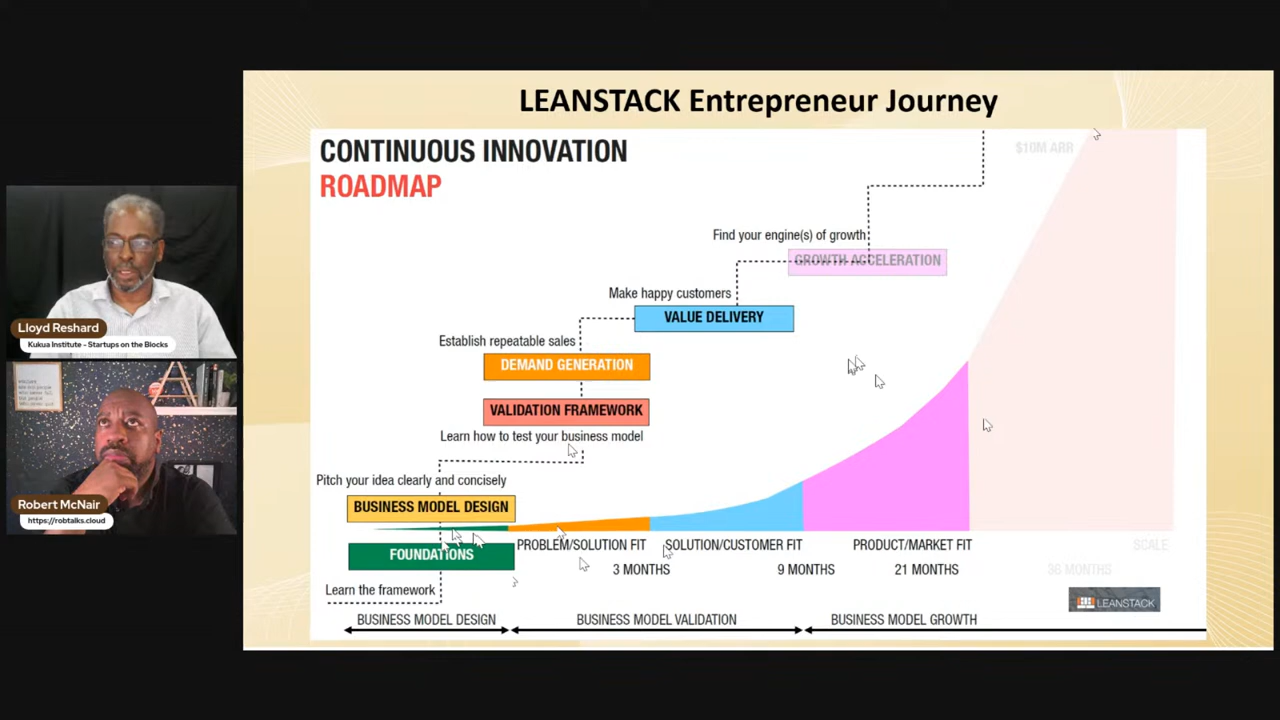 LEANSTACK Entrepreneur Journey
CONTINUOUS INNOVATION
ROADMAP
$10M ARR
Find your engine(s) of growth
GROWTH ACCELERATION
Make happy customers
VALUE DELIVERY
Establish repeatable sales
DEMAND GENERATION
VALIDATION FRAMEWORK
Learn how to test your business model
Pitch your idea clearly and concisely
BUSINESS MODEL DESIGN
FOUNDATIONS
Learn the framework
PROBLEM/SOLUTION FIT
SOLUTION/CUSTOMER FIT
PRODUCT/MARKET FIT
SCALE
3 MONTHS
9 MONTHS
21 MONTHS
36 MONTHS
LEANSTACK
BUSINESS MODEL DESIGN
BUSINESS MODEL VALIDATION
BUSINESS MODEL GROWTH
Lloyd Reshard
Kukua Institute - Startups on the Blocks
Robert McNair
https://robtalks.cloud